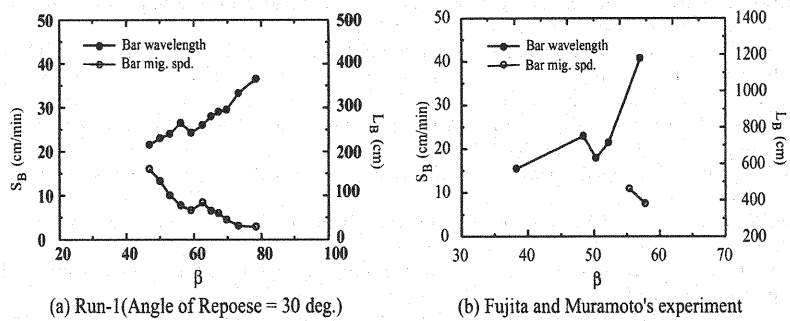 50
40
30
20
10
0
S_B (cm/min)
Bar wavelength
Bar mig. spd.
500
400
300
200
100
0
L_B (cm)
20 40 60 80 100
β
(a) Run-1(Angle of Repoese = 30 deg.)
50
40
30
20
10
0
S_B (cm/min)
Bar wavelength
Bar mig. spd.
1400
1200
1000
800
600
400
200
L_B (cm)
30 40 50 60 70
β
(b) Fujita and Muramoto's experiment